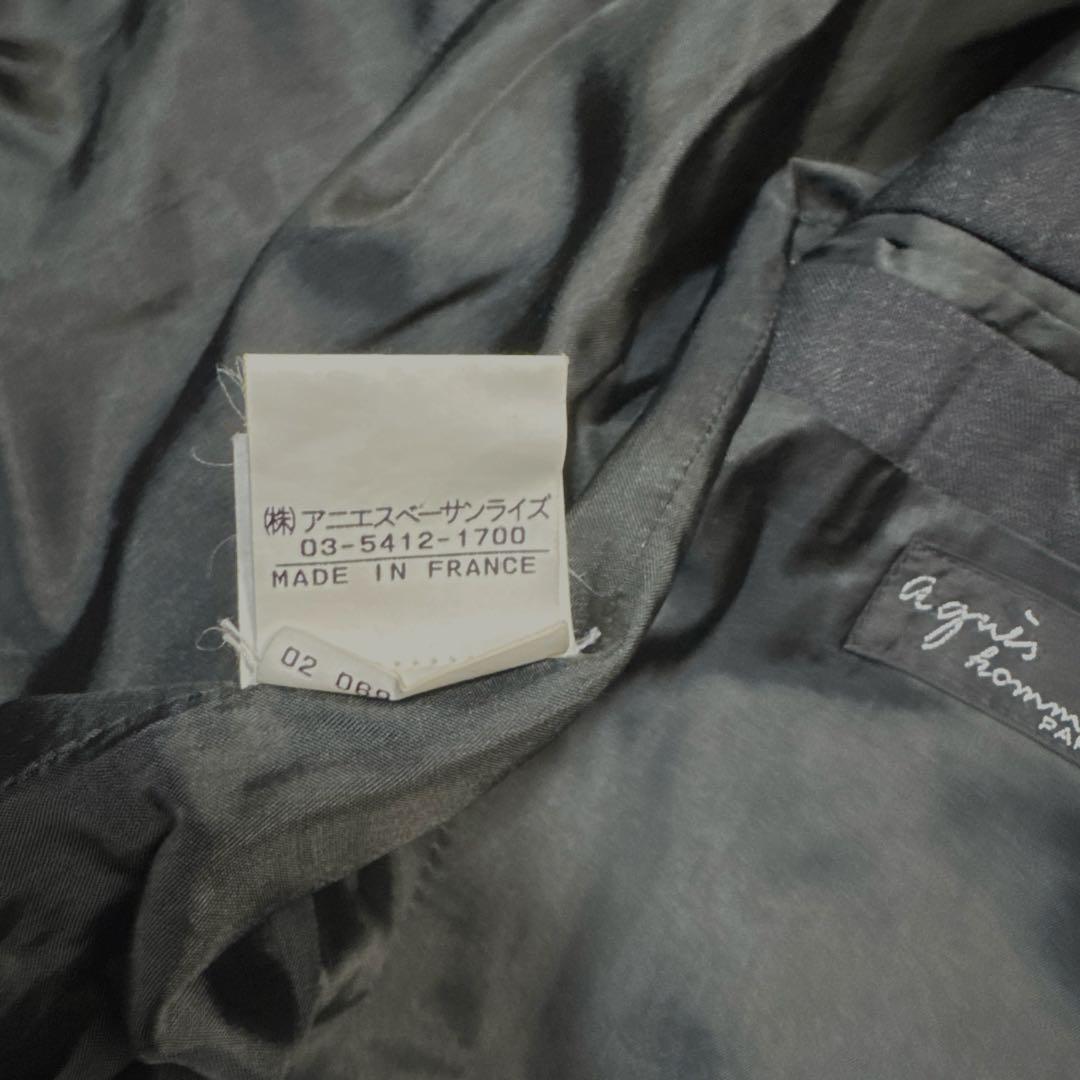 ㈱アニエスベーサンライズ
03-5412-1700
MADE IN FRANCE
02
agnès